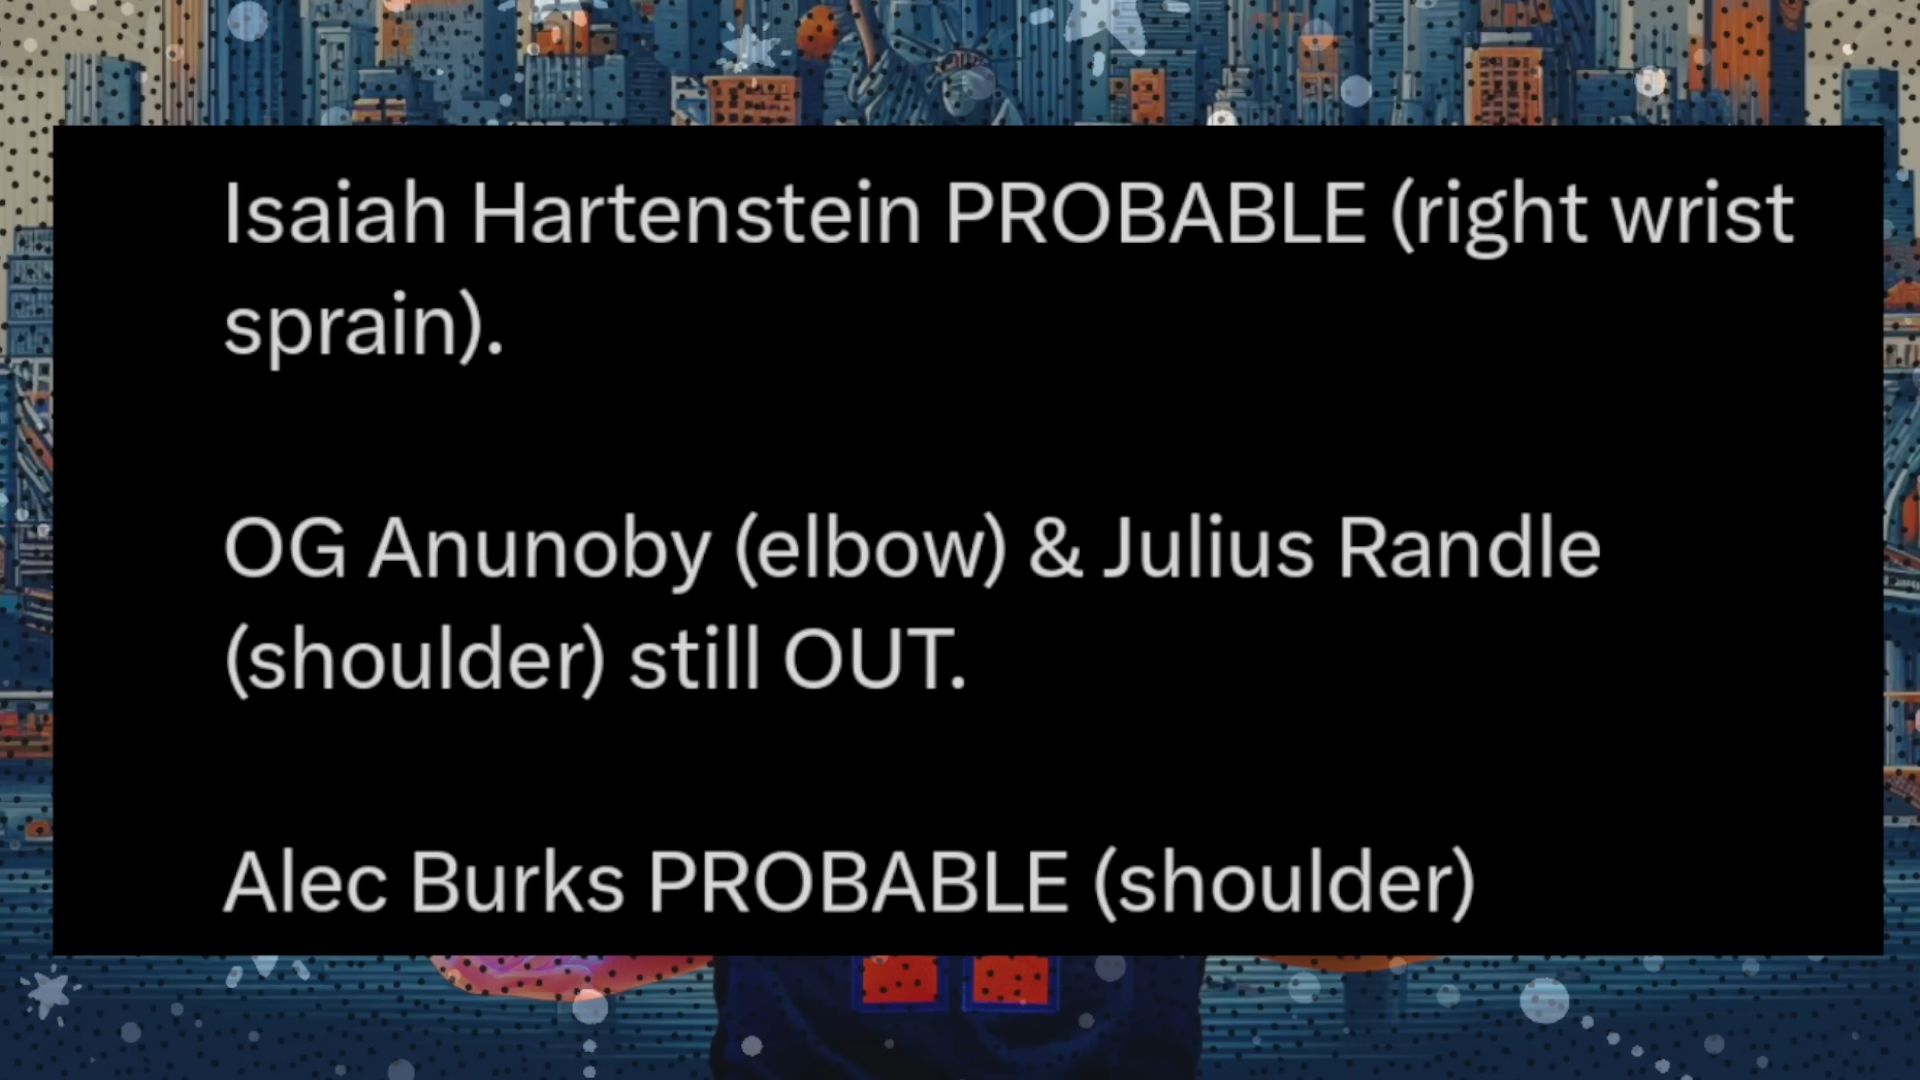 Isaiah Hartenstein PROBABLE (right wrist
sprain).
OG Anunoby (elbow) & Julius Randle
(shoulder) still OUT.
Alec Burks PROBABLE (shoulder)